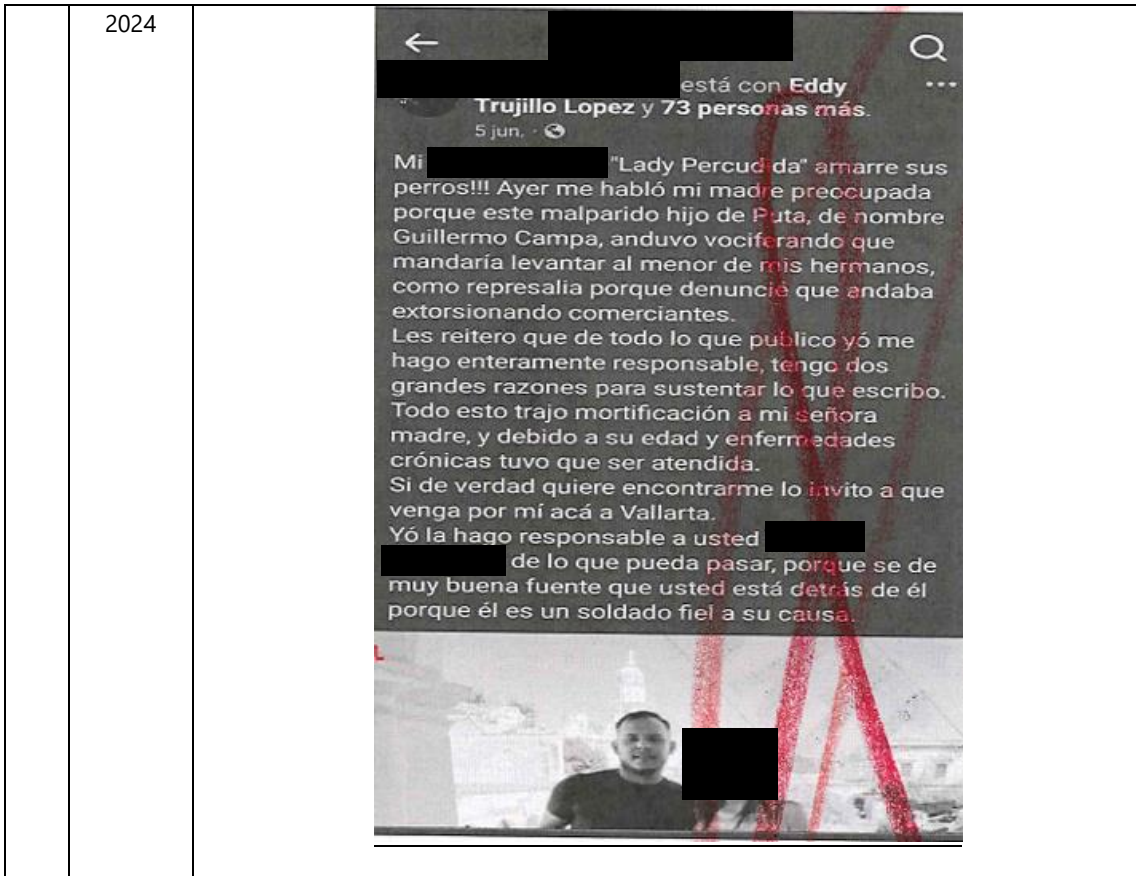 2024
está con Eddy
Trujillo Lopez y 73 personas más.
5 jun.
Mi "Lady Percudida" amarre sus
perros!!! Ayer me habló mi madre preocupada
porque este malparido hijo de Puta, de nombre
Guillermo Campa, anduvo vociferando que
mandaría levantar al menor de mis hermanos,
como represalia porque denuncié que andaba
extorsionando comerciantes.
Les reitero que de todo lo que publico yó me
hago enteramente responsable, tengo dos
grandes razones para sustentar lo que escribo.
Todo esto trajo mortificación a mi señora
madre, y debido a su edad y enfermedades
crónicas tuvo que ser atendida.
Si de verdad quiere encontrarme lo invito a que
venga por mí acá a Vallarta.
Yó la hago responsable a usted
de lo que pueda pasar, porque se de
muy buena fuente que usted está detrás de él
porque él es un soldado fiel a su causa.
L